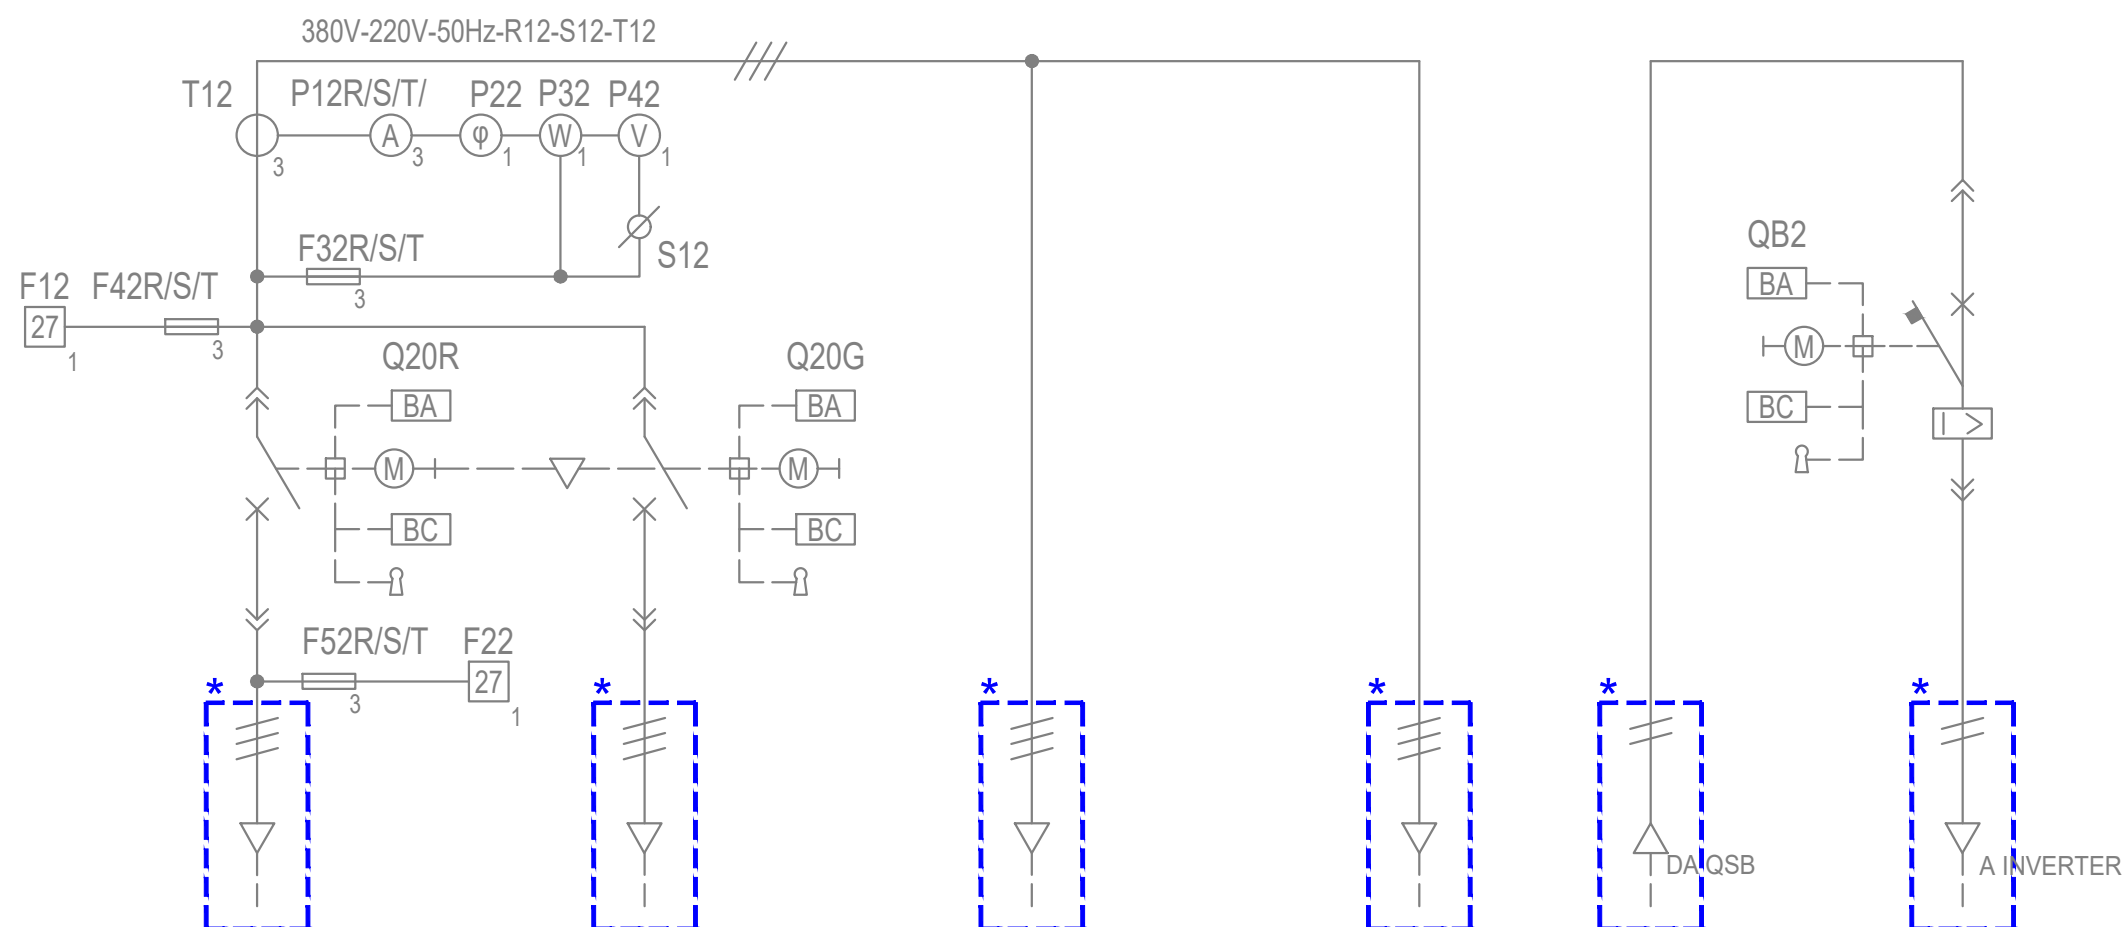 380V-220V-50Hz-R12-S12-T12
T12
P12R/S/T/
P22
P32
P42
A
φ
W
V
3
3
1
1
1
F32R/S/T
3
S12
QB2
BA
M
BC
I >
F12
F42R/S/T
27
1
3
Q20R
BA
M
BC
Q20G
BA
M
BC
F52R/S/T
F22
3
27
1
*
*
*
*
*
*
DA QSB
A INVERTER